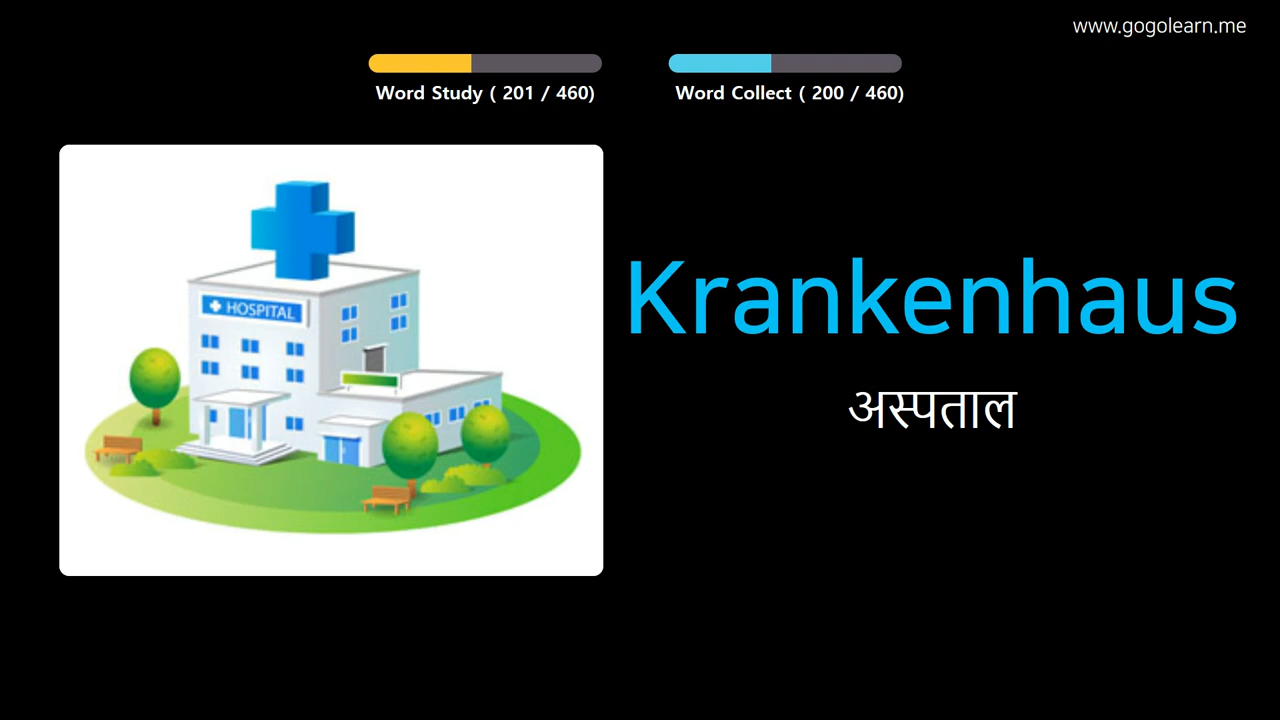 www.gogolearn.me
Word Study ( 201 / 460)
Word Collect ( 200 / 460)
HOSPITAL
Krankenhaus
अस्पताल